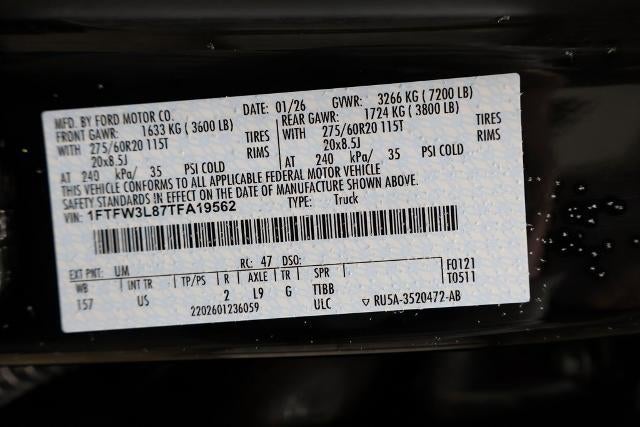 MFD. BY FORD MOTOR CO. DATE: 01/26 GVWR: 3266 KG ( 7200 LB)
FRONT GAWR: 1633 KG ( 3600 LB) REAR GAWR: 1724 KG ( 3800 LB)
WITH 275/60R20 115T TIRES WITH 275/60R20 115T TIRES
20x8.5J RIMS 20x8.5J RIMS
AT 240 kPa/ 35 PSI COLD AT 240 kPa/ 35 PSI COLD
THIS VEHICLE CONFORMS TO ALL APPLICABLE FEDERAL MOTOR VEHICLE
SAFETY STANDARDS IN EFFECT ON THE DATE OF MANUFACTURE SHOWN ABOVE.
VIN: 1FTFW3L87TFA19562 TYPE: Truck
EXT PNT: UM RC: 47 DSO: F0121
WB INT TR TP/PS R AXLE TR SPR T0511
157 US 2 L9 G TTBB
2202601236059 ULC ▽ RU5A-3520472-AB